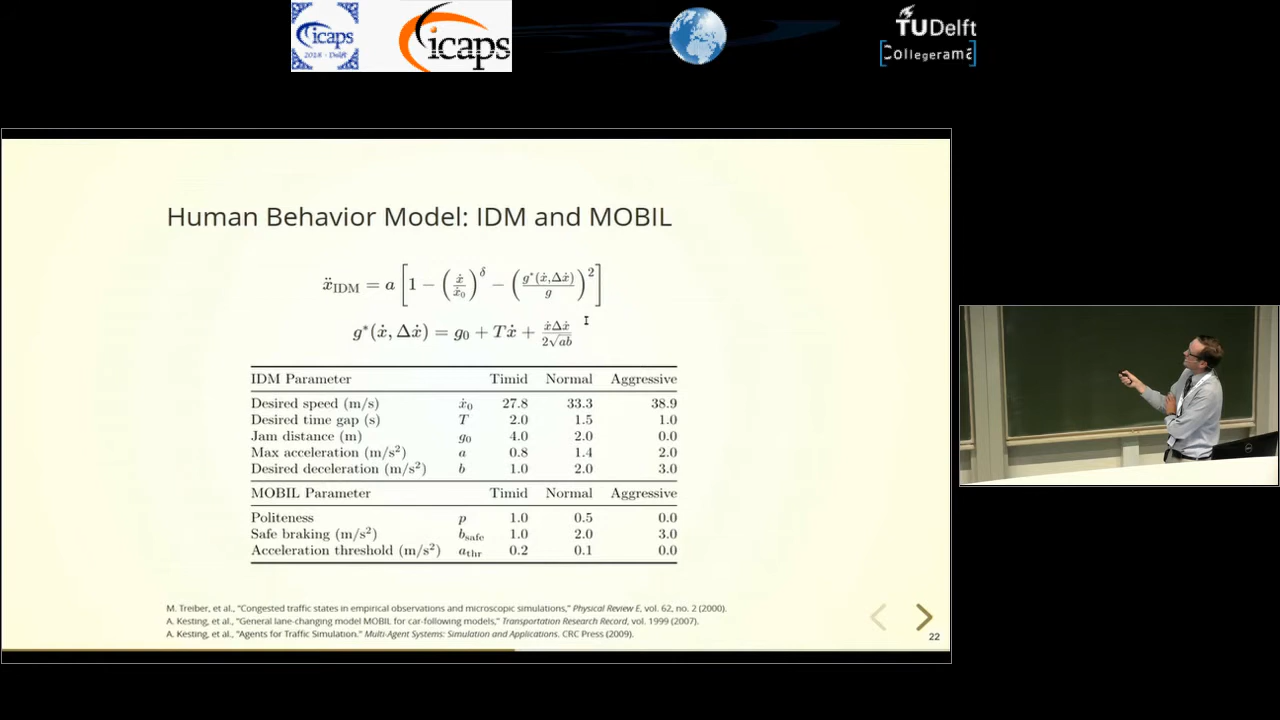 icaps
2018 - Delft
icaps
TUDelft
Collegerama
Human Behavior Model: IDM and MOBIL
ẍ_IDM = a [1 − (ẋ/ẋ₀)^δ − (g*(ẋ,Δẋ)/g)²]
g*(ẋ, Δẋ) = g₀ + Tẋ + ẋΔẋ/(2√ab)
IDM Parameter Timid Normal Aggressive
Desired speed (m/s) ẋ₀ 27.8 33.3 38.9
Desired time gap (s) T 2.0 1.5 1.0
Jam distance (m) g₀ 4.0 2.0 0.0
Max acceleration (m/s²) a 0.8 1.4 2.0
Desired deceleration (m/s²) b 1.0 2.0 3.0
MOBIL Parameter Timid Normal Aggressive
Politeness p 1.0 0.5 0.0
Safe braking (m/s²) b_safe 1.0 2.0 3.0
Acceleration threshold (m/s²) a_thr 0.2 0.1 0.0
M. Treiber, et al., "Congested traffic states in empirical observations and microscopic simulations," Physical Review E, vol. 62, no. 2 (2000).
A. Kesting, et al., "General lane-changing model MOBIL for car-following models," Transportation Research Record, vol. 1999 (2007).
A. Kesting, et al., "Agents for Traffic Simulation." Multi-Agent Systems: Simulation and Applications. CRC Press (2009).
22